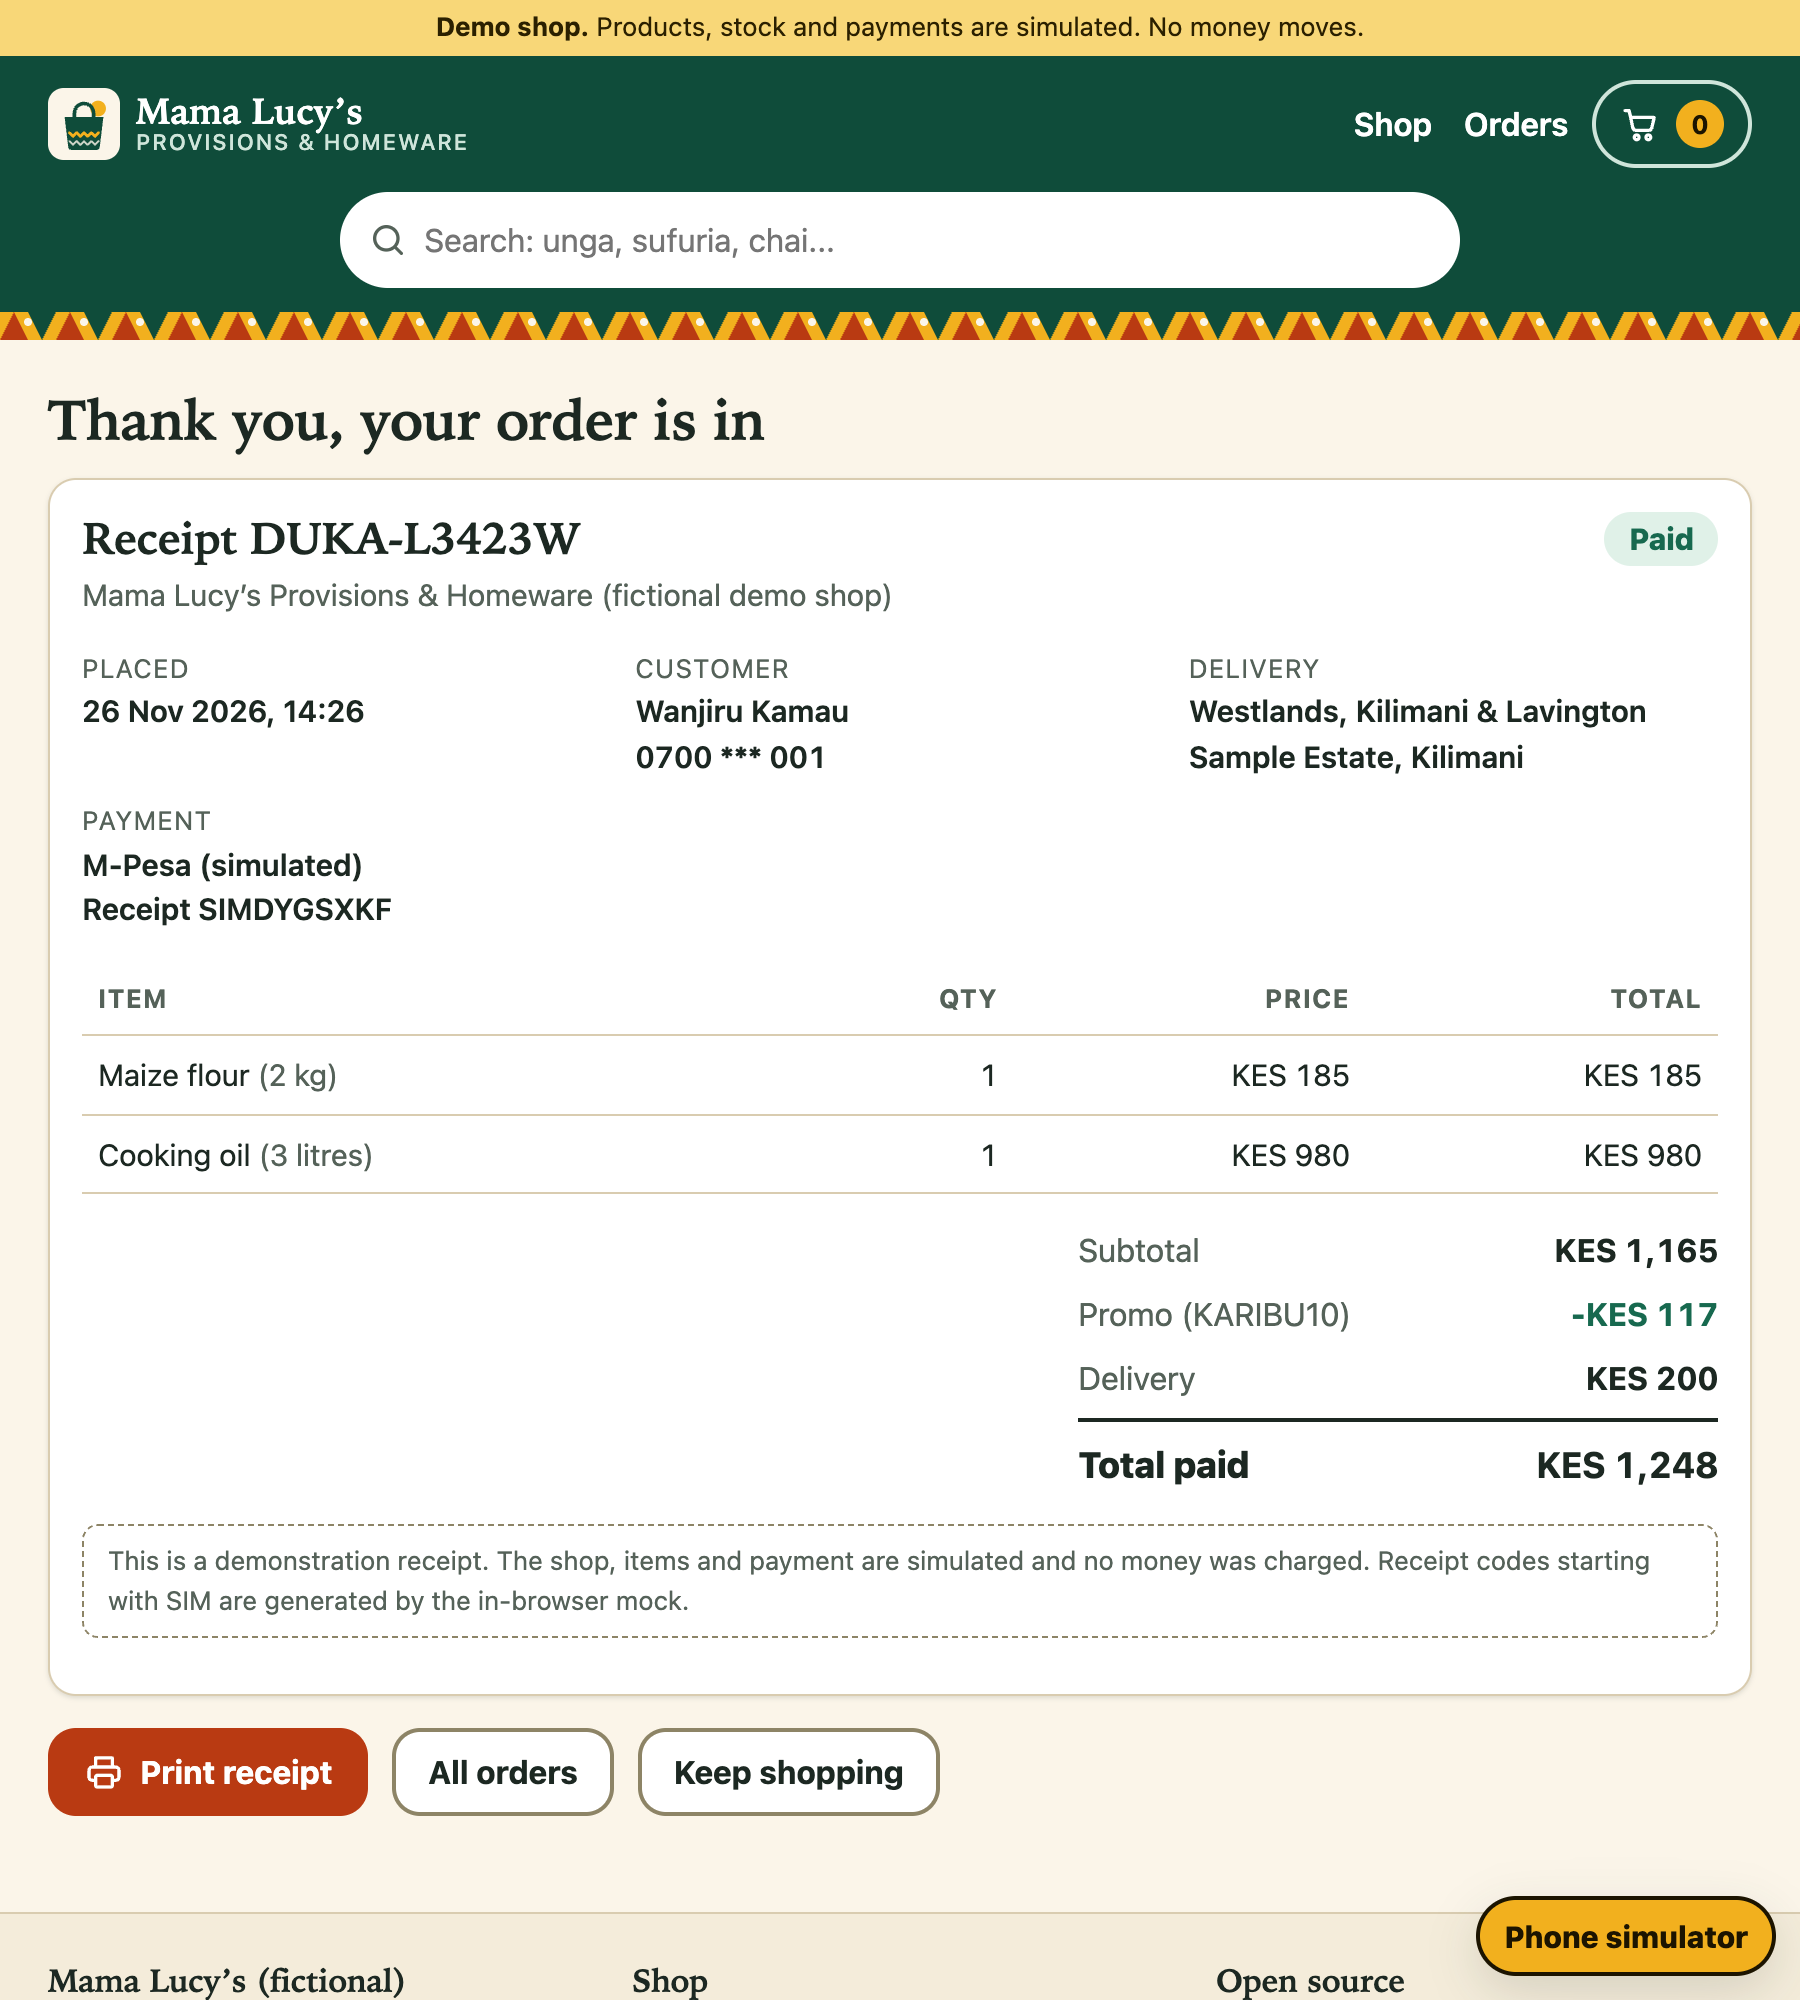 Demo shop. Products, stock and payments are simulated. No money moves.
Mama Lucy’s
PROVISIONS & HOMEWARE
Shop
Orders
0
Search: unga, sufuria, chai...
Thank you, your order is in
Receipt DUKA-L3423W
Paid
Mama Lucy’s Provisions & Homeware (fictional demo shop)
PLACED
26 Nov 2026, 14:26
CUSTOMER
Wanjiru Kamau
0700 *** 001
DELIVERY
Westlands, Kilimani & Lavington
Sample Estate, Kilimani
PAYMENT
M-Pesa (simulated)
Receipt SIMDYGSXKF
ITEM QTY PRICE TOTAL
Maize flour (2 kg) 1 KES 185 KES 185
Cooking oil (3 litres) 1 KES 980 KES 980
Subtotal KES 1,165
Promo (KARIBU10) -KES 117
Delivery KES 200
Total paid KES 1,248
This is a demonstration receipt. The shop, items and payment are simulated and no money was charged. Receipt codes starting
with SIM are generated by the in-browser mock.
Print receipt
All orders
Keep shopping
Phone simulator
Mama Lucy’s (fictional)
Shop
Open source